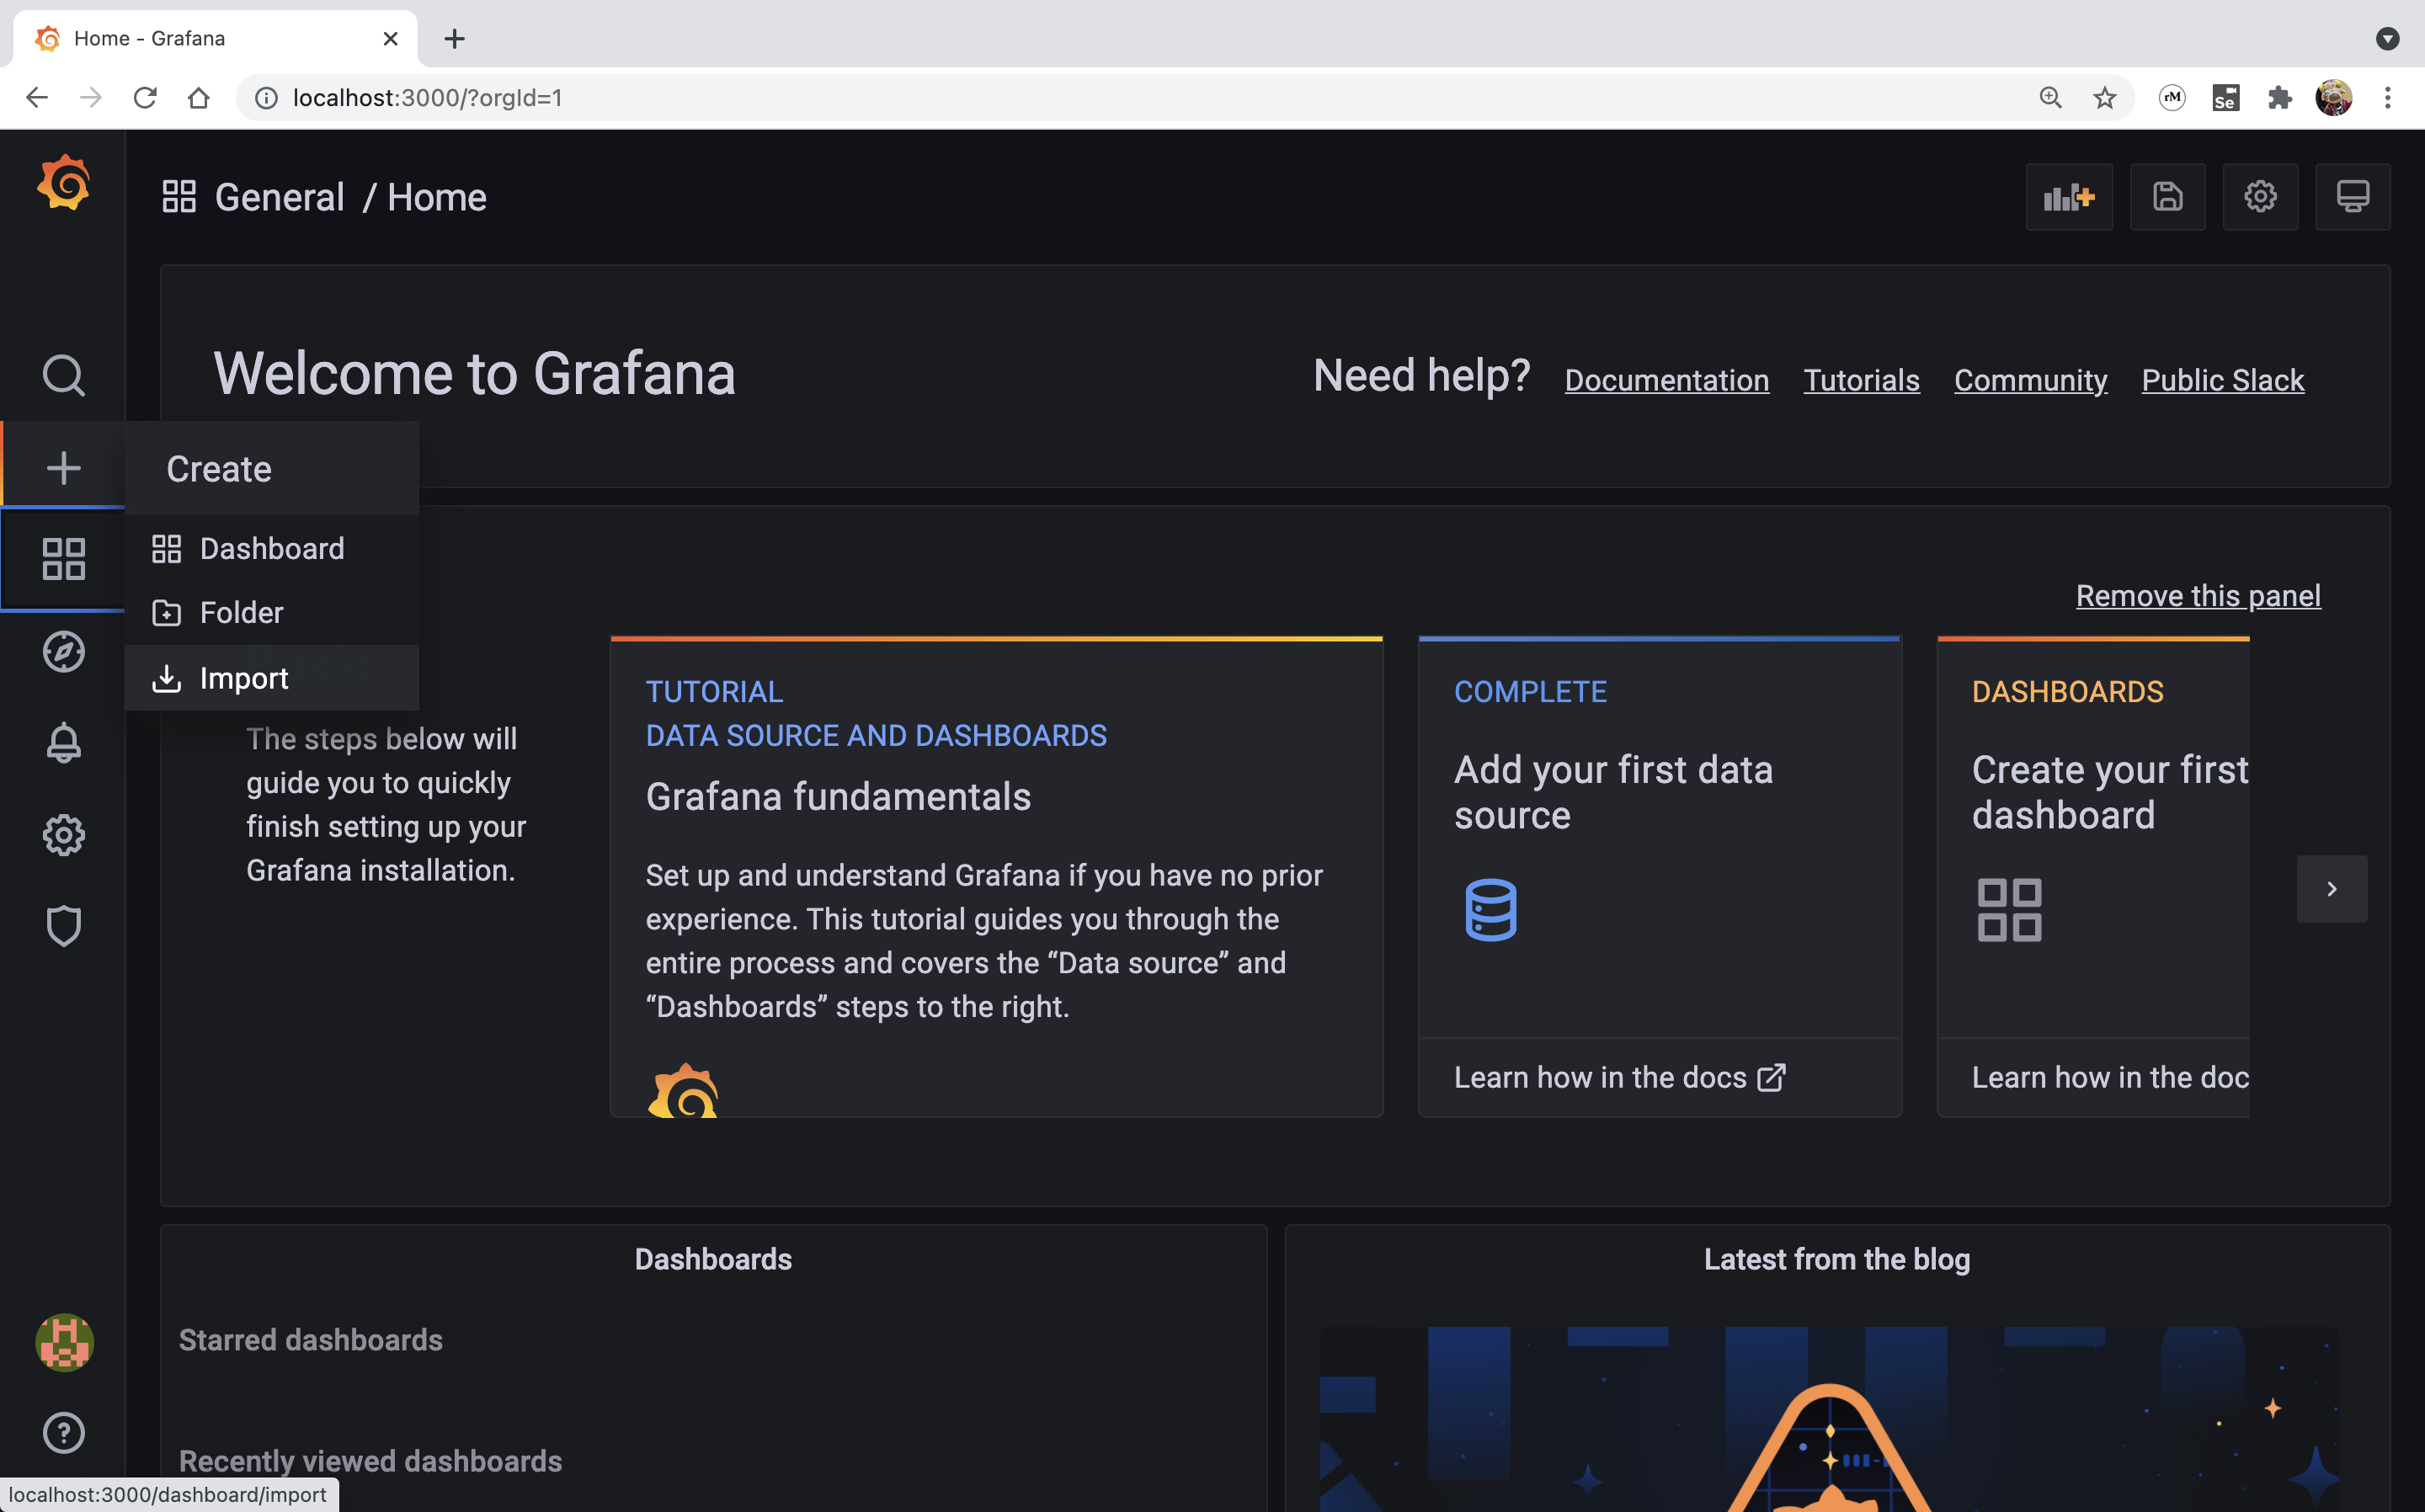 Home - Grafana
localhost:3000/?orgId=1
rM
Se
General / Home
Welcome to Grafana
Need help?
Documentation
Tutorials
Community
Public Slack
Create
Dashboard
Folder
Import
Remove this panel
The steps below will
guide you to quickly
finish setting up your
Grafana installation.
TUTORIAL
DATA SOURCE AND DASHBOARDS
Grafana fundamentals
Set up and understand Grafana if you have no prior
experience. This tutorial guides you through the
entire process and covers the “Data source” and
“Dashboards” steps to the right.
COMPLETE
Add your first data
source
Learn how in the docs
DASHBOARDS
Create your first
dashboard
Learn how in the doc
Dashboards
Starred dashboards
Recently viewed dashboards
Latest from the blog
localhost:3000/dashboard/import